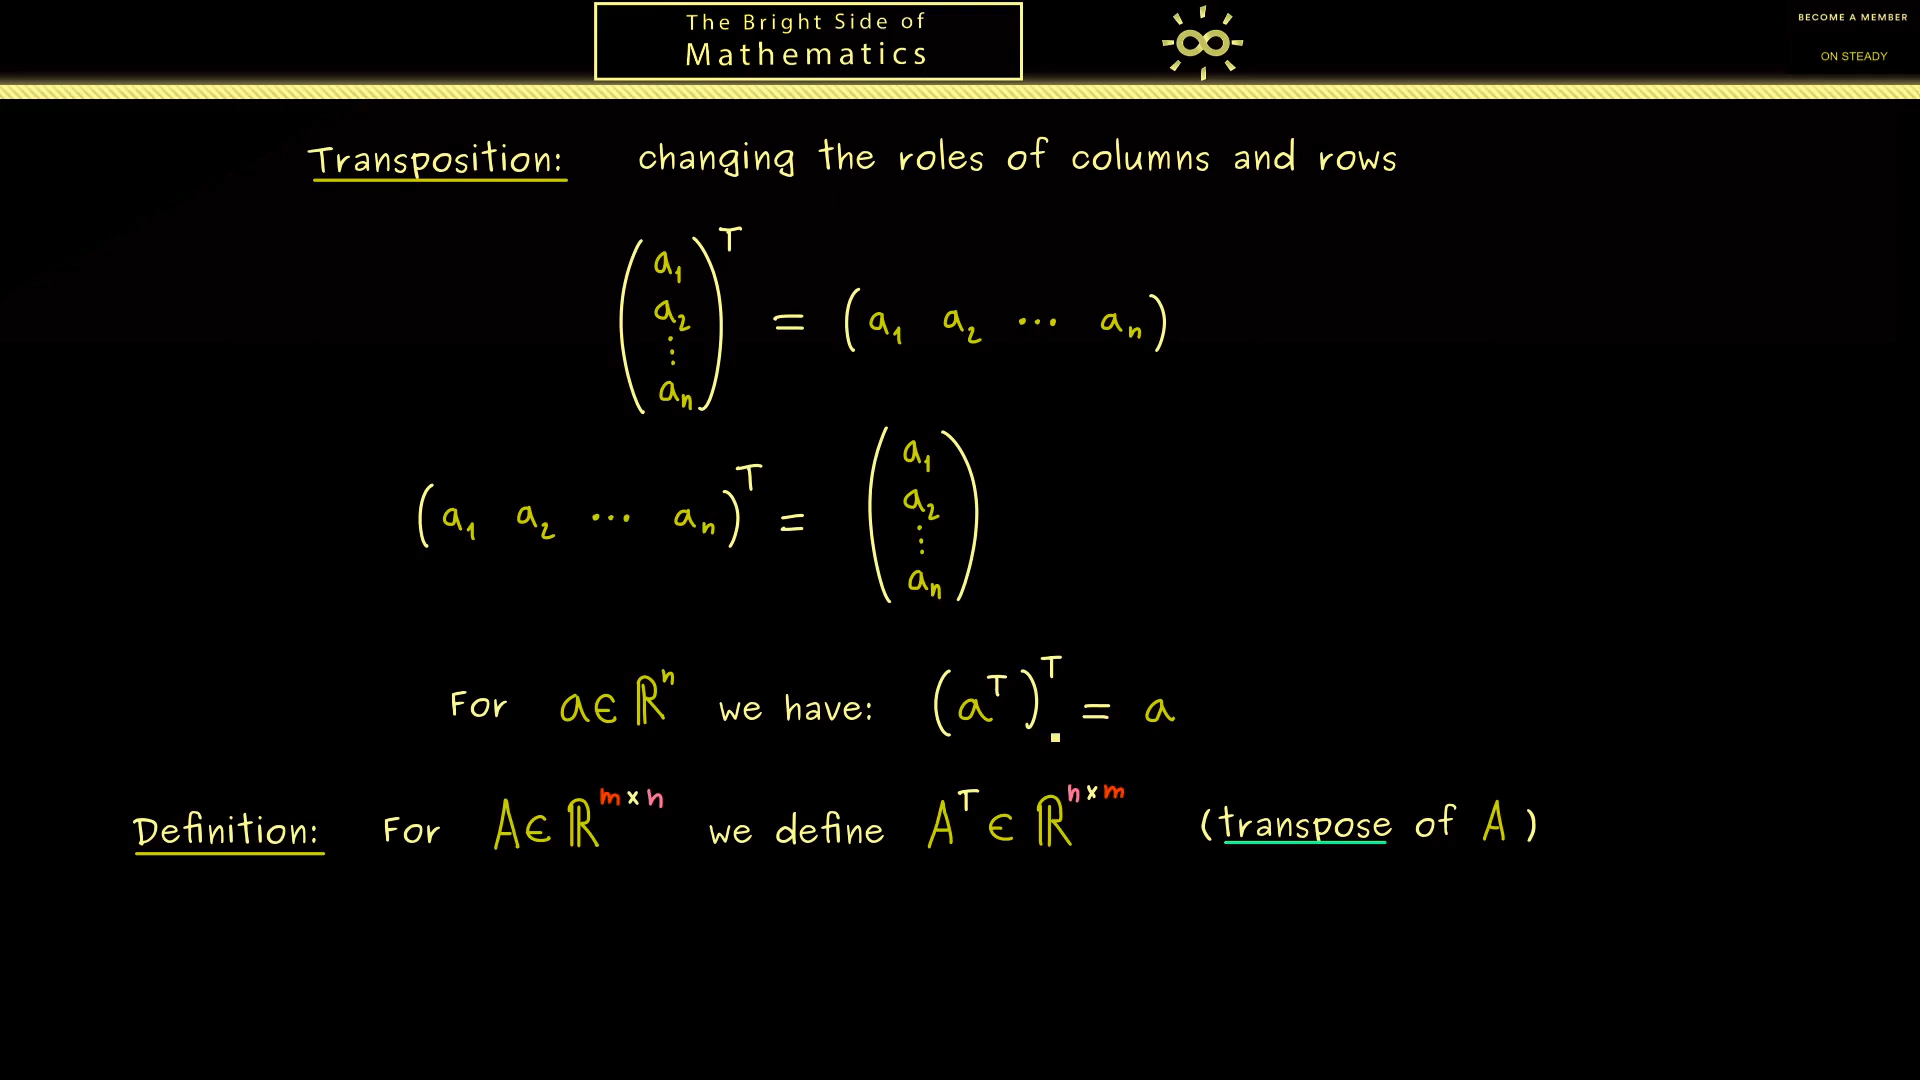 The Bright Side of
Mathematics
BECOME A MEMBER
ON STEADY
Transposition: changing the roles of columns and rows
(a₁ a₂ ⋮ aₙ)ᵀ = (a₁ a₂ ⋯ aₙ)
(a₁ a₂ ⋯ aₙ)ᵀ = (a₁ a₂ ⋮ aₙ)
For a ∈ ℝⁿ we have: (aᵀ)ᵀ = a
Definition: For A ∈ ℝᵐˣⁿ we define Aᵀ ∈ ℝⁿˣᵐ (transpose of A)